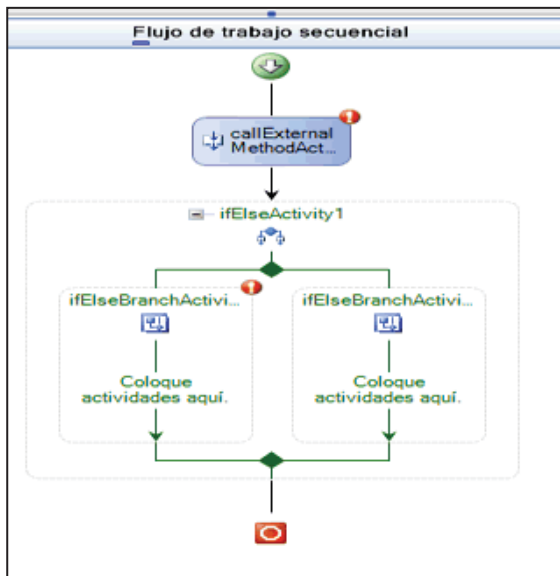 Flujo de trabajo secuencial
callExternal
MethodAct...
ifElseActivity1
ifElseBranchActivi...
ifElseBranchActivi...
Coloque
actividades aquí.
Coloque
actividades aquí.